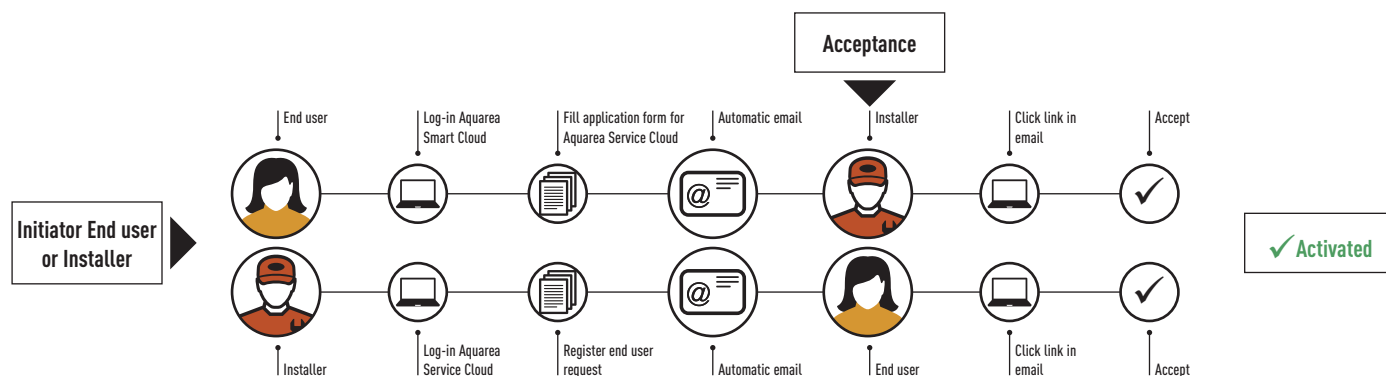 Acceptance
End user
Log-in Aquarea
Smart Cloud
Fill application form for
Aquarea Service Cloud
Automatic email
Installer
Click link in
email
Accept
@
Initiator End user
or Installer
Activated
@
Installer
Log-in Aquarea
Service Cloud
Register end user
request
Automatic email
End user
Click link in
email
Accept